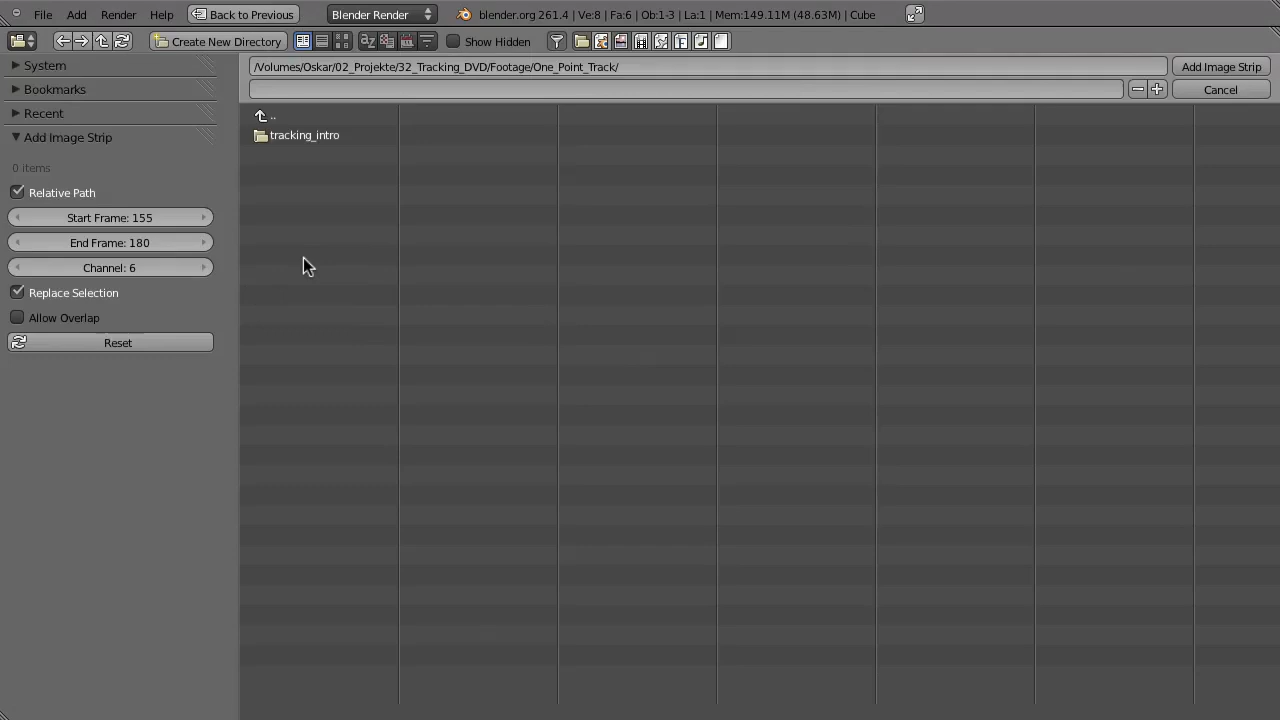 File Add Render Help Back to Previous Blender Render blender.org 261.4 | Ve:8 | Fa:6 | Ob:1-3 | La:1 | Mem:149.11M (48.63M) | Cube
Create New Directory Show Hidden
System
Bookmarks
Recent
Add Image Strip
0 items
Relative Path
Start Frame: 155
End Frame: 180
Channel: 6
Replace Selection
Allow Overlap
Reset
/Volumes/Oskar/02_Projekte/32_Tracking_DVD/Footage/One_Point_Track/ Add Image Strip
Cancel
..
tracking_intro